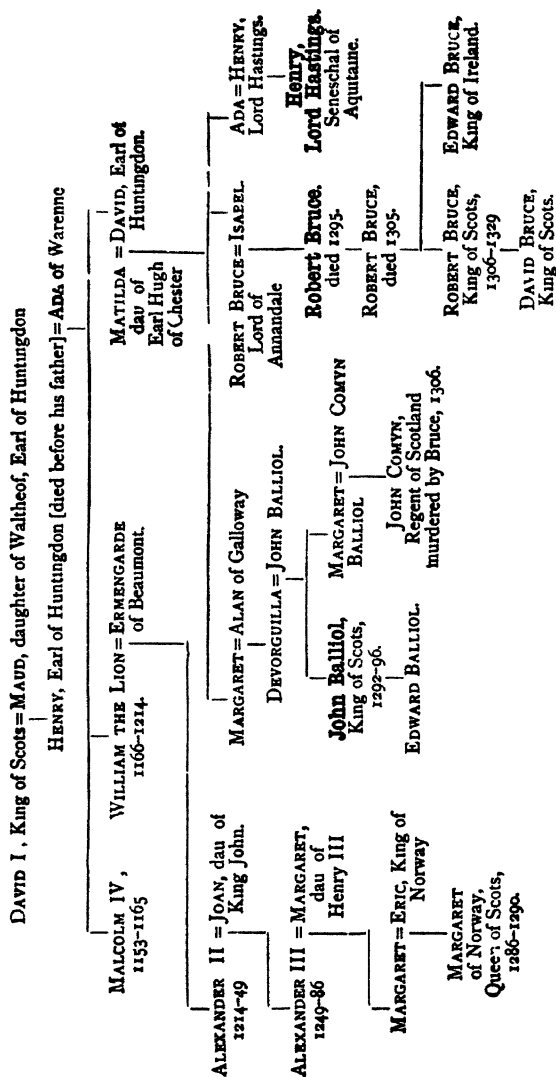 DAVID I, King of Scots = MAUD, daughter of Waltheof, Earl of Huntingdon
HENRY, Earl of Huntingdon [died before his father] = ADA of Warenne
MALCOLM IV,
1153-1165
WILLIAM THE LION = ERMENGARDE
1166-1214. of Beaumont.
MATILDA = DAVID, Earl of
dau of Huntingdon.
Earl Hugh
of Chester
ALEXANDER II = JOAN, dau of
1214-49 King John.
ALEXANDER III = MARGARET,
1249-86 dau of
Henry III
MARGARET = ERIC, King of
Norway
MARGARET
of Norway,
Queen of Scots,
1286-1290.
MARGARET = ALAN of Galloway
DEVORGUILLA = JOHN BALLIOL.
John Balliol,
King of Scots,
1292-96.
EDWARD BALLIOL.
MARGARET = JOHN COMYN
BALLIOL
JOHN COMYN,
Regent of Scotland
murdered by Bruce, 1306.
ROBERT BRUCE = ISABEL.
Lord of
Annandale
Robert Bruce.
died 1295.
ROBERT BRUCE,
died 1305.
ROBERT BRUCE,
King of Scots,
1306-1329
DAVID BRUCE,
King of Scots.
EDWARD BRUCE,
King of Ireland.
ADA = HENRY,
Lord Hastings.
Henry,
Lord Hastings.
Seneschal of
Aquitaine.